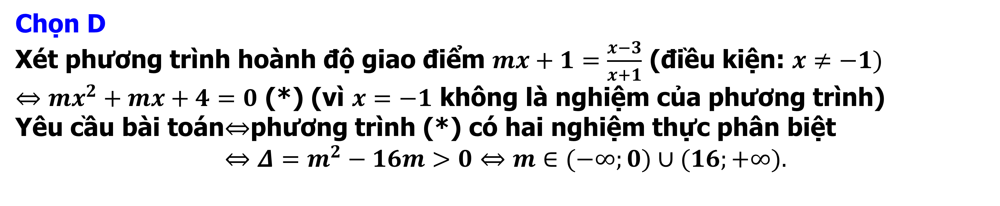 Chọn D
Xét phương trình hoành độ giao điểm $mx + 1 = \frac{x-3}{x+1}$ (điều kiện: $x \neq -1)$
$\Leftrightarrow mx^2 + mx + 4 = 0$ (*) (vì $x = -1$ không là nghiệm của phương trình)
Yêu cầu bài toán$\Leftrightarrow$phương trình (*) có hai nghiệm thực phân biệt
$\Leftrightarrow \Delta = m^2 - 16m > 0 \Leftrightarrow m \in (-\infty; 0) \cup (16; +\infty).$